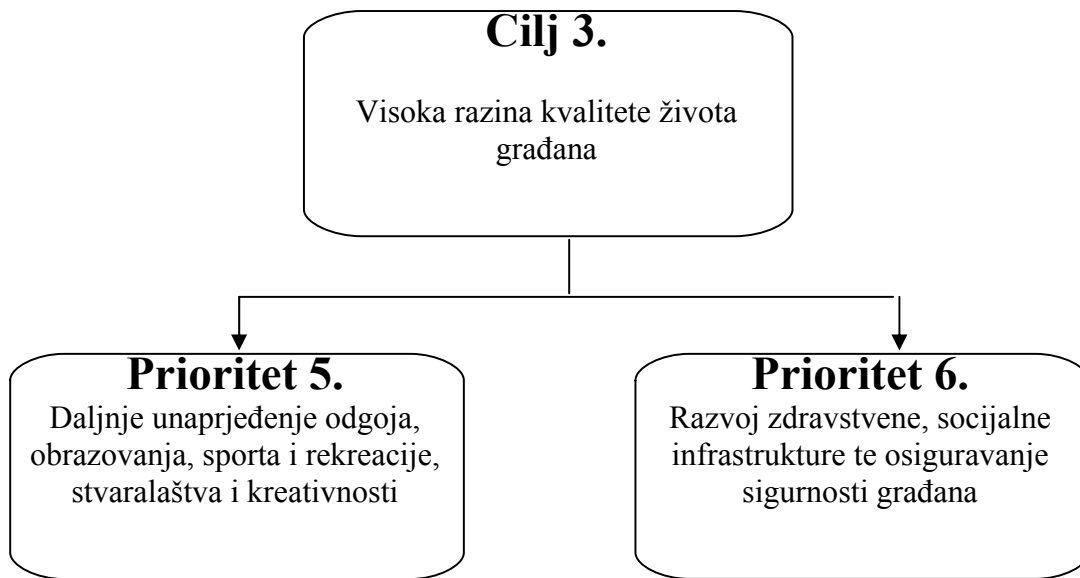 Cilj 3.
Visoka razina kvalitete života
građana
Prioritet 5.
Daljnje unaprjeđenje odgoja,
obrazovanja, sporta i rekreacije,
stvaralaštva i kreativnosti
Prioritet 6.
Razvoj zdravstvene, socijalne
infrastrukture te osiguravanje
sigurnosti građana